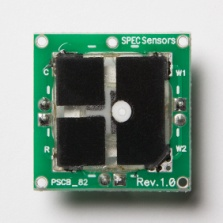 SPEC Sensors
C W1
R W2
PSCB_82 Rev.1.0